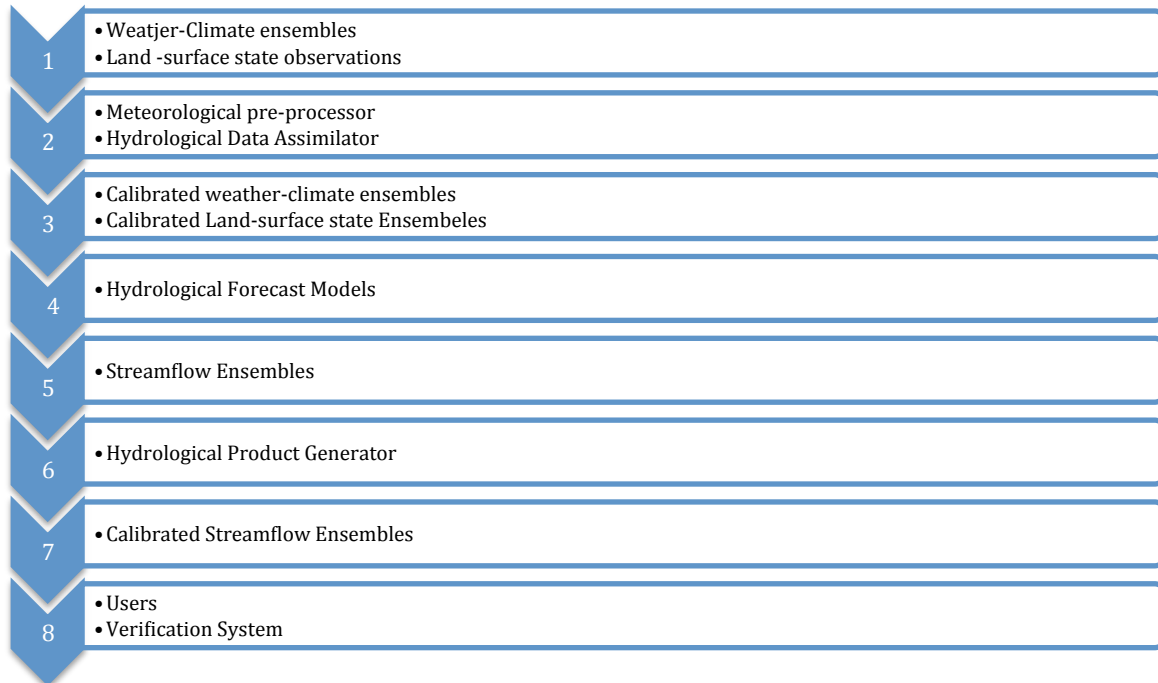 1
•Weatjer-Climate ensembles
•Land -surface state observations
2
•Meteorological pre-processor
•Hydrological Data Assimilator
3
•Calibrated weather-climate ensembles
•Calibrated Land-surface state Ensembeles
4
•Hydrological Forecast Models
5
•Streamflow Ensembles
6
•Hydrological Product Generator
7
•Calibrated Streamflow Ensembles
8
•Users
•Verification System